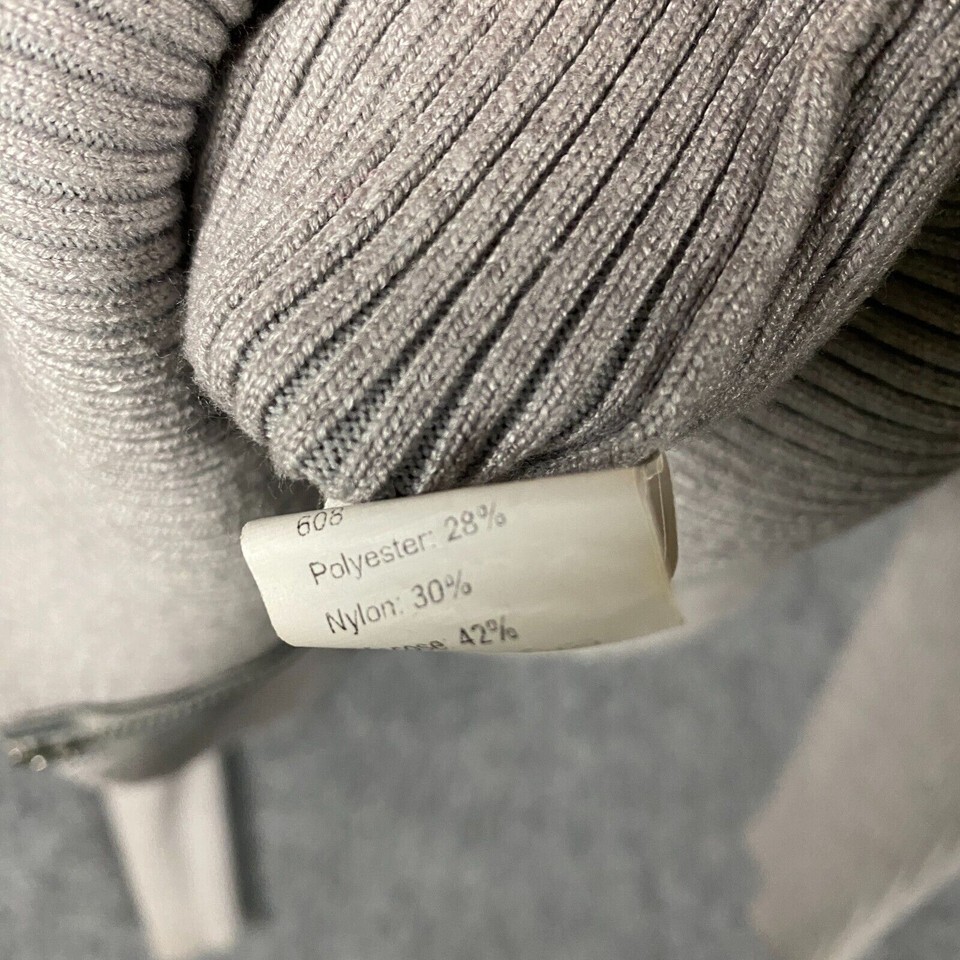 608
Polyester: 28%
Nylon: 30%
42%